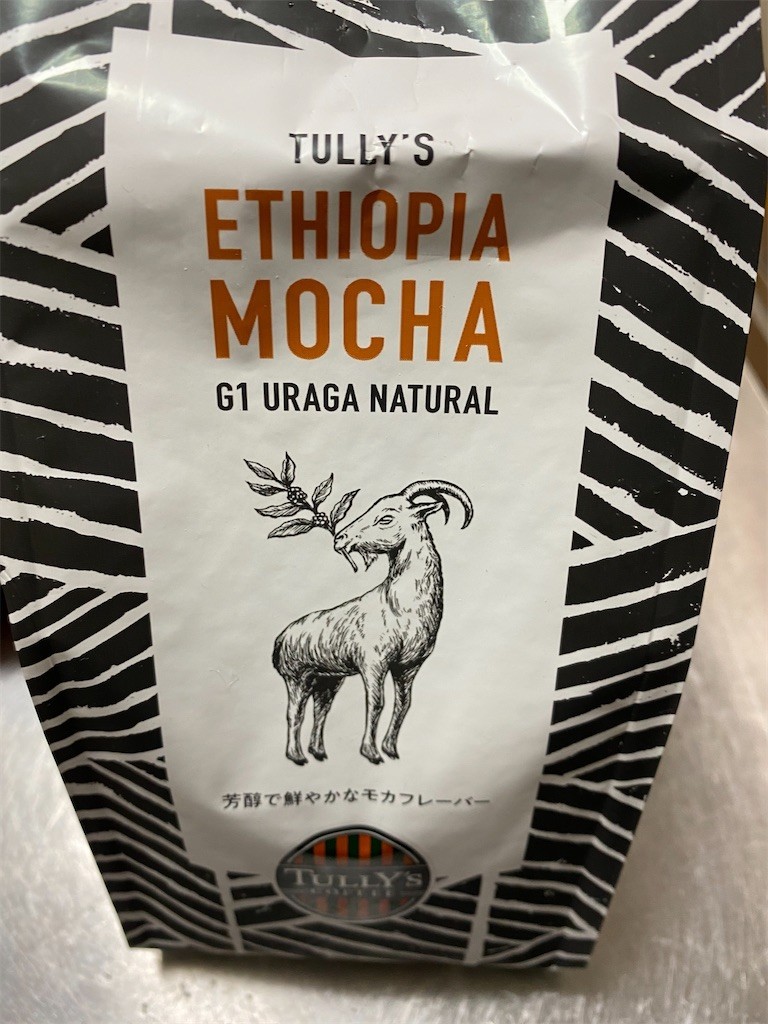 TULLY'S
ETHIOPIA
MOCHA
G1 URAGA NATURAL
芳醇で鮮やかなモカフレーバー
TULLY'S
COFFEE